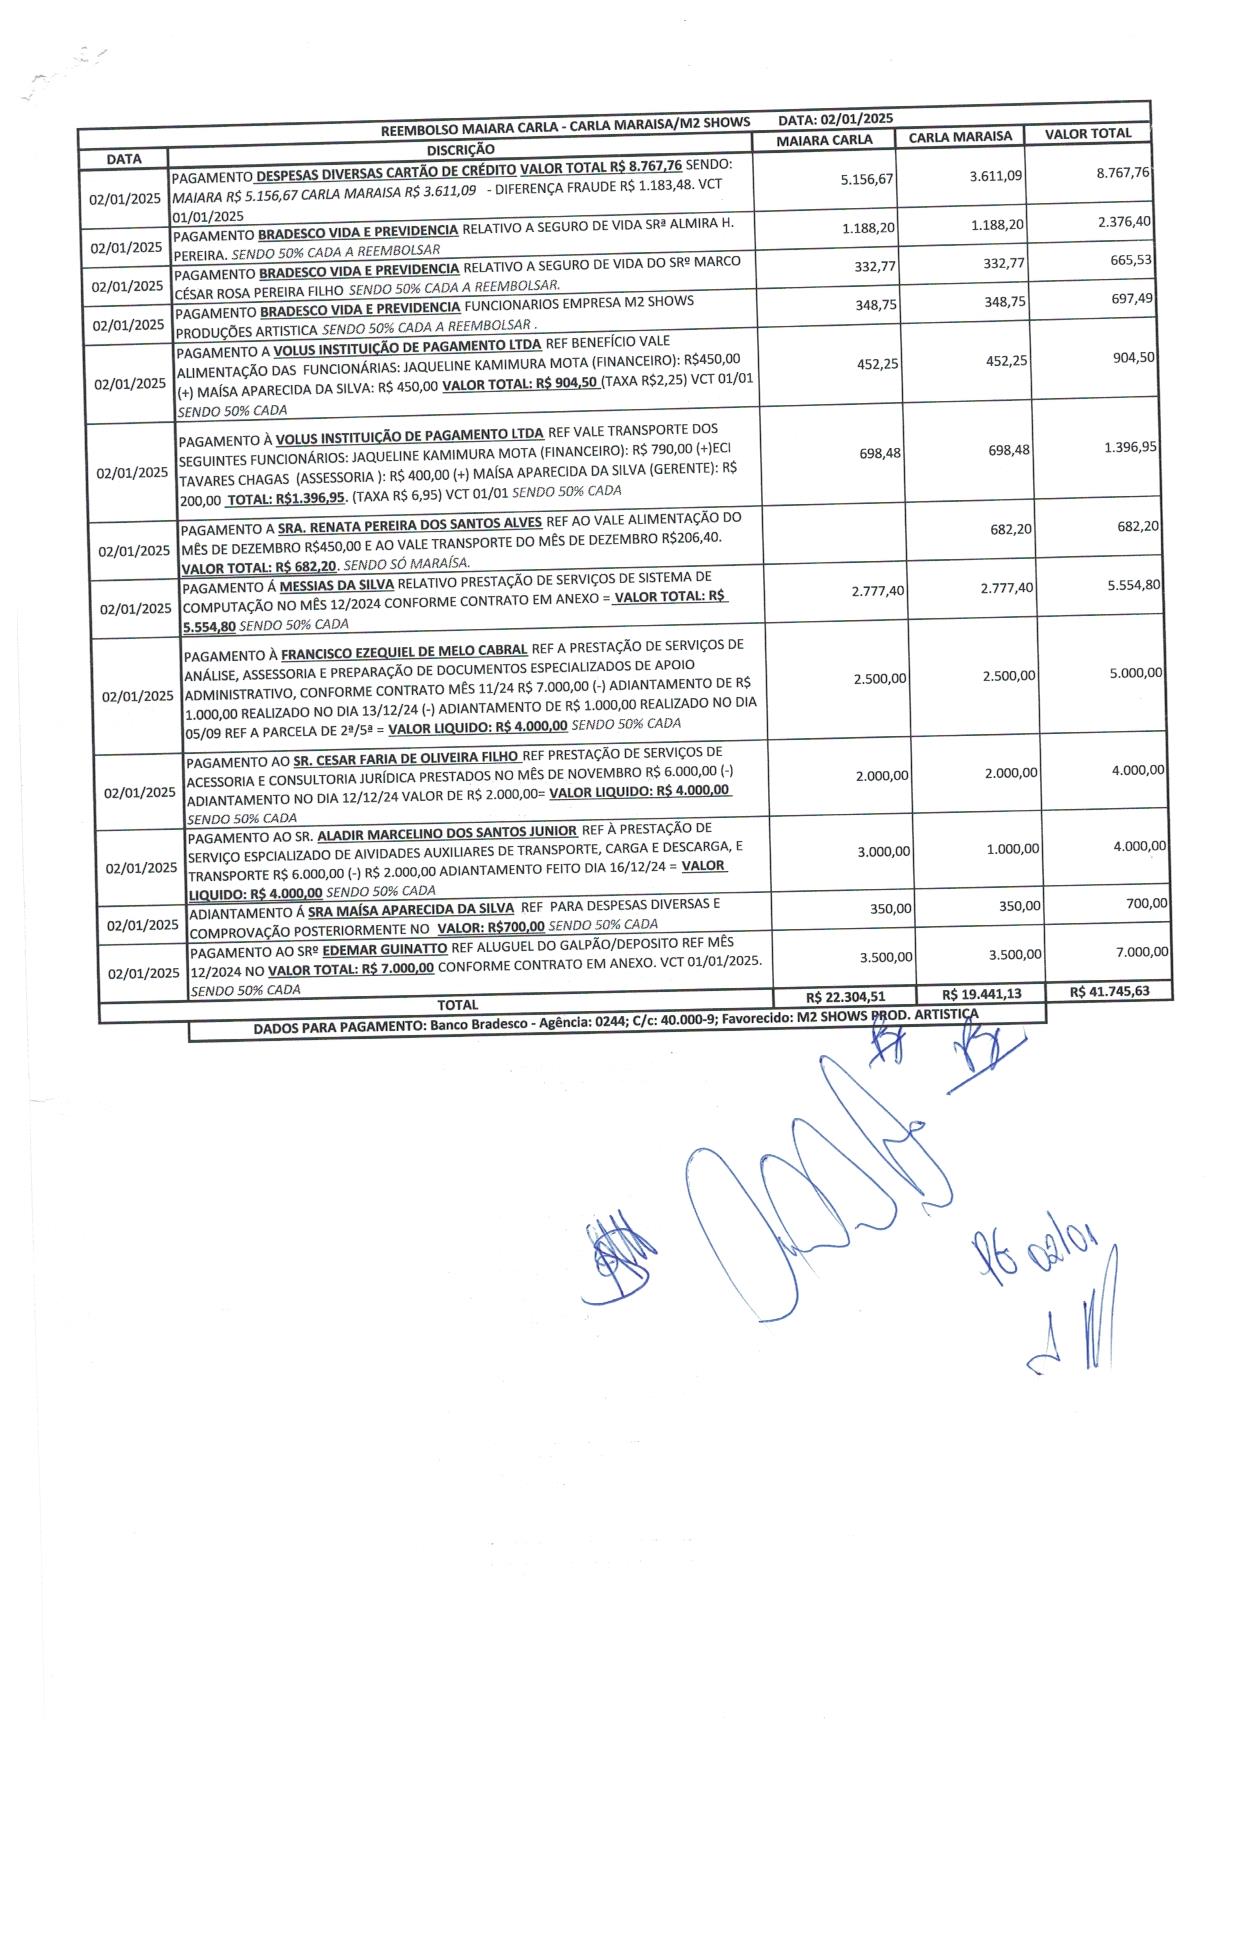 REEMBOLSO MAIARA CARLA - CARLA MARAISA/M2 SHOWS DATA: 02/01/2025
DATA DISCRIÇÃO MAIARA CARLA CARLA MARAISA VALOR TOTAL
PAGAMENTO DESPESAS DIVERSAS CARTÃO DE CRÉDITO VALOR TOTAL R$ 8.767,76 SENDO:
02/01/2025 MAIARA R$ 5.156,67 CARLA MARAISA R$ 3.611,09 - DIFERENÇA FRAUDE R$ 1.183,48. VCT 5.156,67 3.611,09 8.767,76
01/01/2025
PAGAMENTO BRADESCO VIDA E PREVIDENCIA RELATIVO A SEGURO DE VIDA SRª ALMIRA H.
02/01/2025 PEREIRA. SENDO 50% CADA A REEMBOLSAR 1.188,20 1.188,20 2.376,40
PAGAMENTO BRADESCO VIDA E PREVIDENCIA RELATIVO A SEGURO DE VIDA DO SRº MARCO
02/01/2025 CÉSAR ROSA PEREIRA FILHO SENDO 50% CADA A REEMBOLSAR. 332,77 332,77 665,53
PAGAMENTO BRADESCO VIDA E PREVIDENCIA FUNCIONARIOS EMPRESA M2 SHOWS
02/01/2025 PRODUÇÕES ARTISTICA SENDO 50% CADA A REEMBOLSAR . 348,75 348,75 697,49
PAGAMENTO A VOLUS INSTITUIÇÃO DE PAGAMENTO LTDA REF BENEFÍCIO VALE
ALIMENTAÇÃO DAS FUNCIONÁRIAS: JAQUELINE KAMIMURA MOTA (FINANCEIRO): R$450,00
02/01/2025 (+) MAÍSA APARECIDA DA SILVA: R$ 450,00 VALOR TOTAL: R$ 904,50 (TAXA R$2,25) VCT 01/01 452,25 452,25 904,50
SENDO 50% CADA
PAGAMENTO À VOLUS INSTITUIÇÃO DE PAGAMENTO LTDA REF VALE TRANSPORTE DOS
SEGUINTES FUNCIONÁRIOS: JAQUELINE KAMIMURA MOTA (FINANCEIRO): R$ 790,00 (+)ECI
02/01/2025 TAVARES CHAGAS (ASSESSORIA ): R$ 400,00 (+) MAÍSA APARECIDA DA SILVA (GERENTE): R$ 698,48 698,48 1.396,95
200,00 TOTAL: R$1.396,95. (TAXA R$ 6,95) VCT 01/01 SENDO 50% CADA
PAGAMENTO A SRA. RENATA PEREIRA DOS SANTOS ALVES REF AO VALE ALIMENTAÇÃO DO
02/01/2025 MÊS DE DEZEMBRO R$450,00 E AO VALE TRANSPORTE DO MÊS DE DEZEMBRO R$206,40. 682,20 682,20
VALOR TOTAL: R$ 682,20. SENDO SÓ MARAÍSA.
PAGAMENTO Á MESSIAS DA SILVA RELATIVO PRESTAÇÃO DE SERVIÇOS DE SISTEMA DE
02/01/2025 COMPUTAÇÃO NO MÊS 12/2024 CONFORME CONTRATO EM ANEXO = VALOR TOTAL: R$ 2.777,40 2.777,40 5.554,80
5.554,80 SENDO 50% CADA
PAGAMENTO À FRANCISCO EZEQUIEL DE MELO CABRAL REF A PRESTAÇÃO DE SERVIÇOS DE
ANÁLISE, ASSESSORIA E PREPARAÇÃO DE DOCUMENTOS ESPECIALIZADOS DE APOIO
02/01/2025 ADMINISTRATIVO, CONFORME CONTRATO MÊS 11/24 R$ 7.000,00 (-) ADIANTAMENTO DE R$ 2.500,00 2.500,00 5.000,00
1.000,00 REALIZADO NO DIA 13/12/24 (-) ADIANTAMENTO DE R$ 1.000,00 REALIZADO NO DIA
05/09 REF A PARCELA DE 2ª/5ª = VALOR LIQUIDO: R$ 4.000,00 SENDO 50% CADA
PAGAMENTO AO SR. CESAR FARIA DE OLIVEIRA FILHO REF PRESTAÇÃO DE SERVIÇOS DE
ACESSORIA E CONSULTORIA JURÍDICA PRESTADOS NO MÊS DE NOVEMBRO R$ 6.000,00 (-)
02/01/2025 ADIANTAMENTO NO DIA 12/12/24 VALOR DE R$ 2.000,00= VALOR LIQUIDO: R$ 4.000,00 2.000,00 2.000,00 4.000,00
SENDO 50% CADA
PAGAMENTO AO SR. ALADIR MARCELINO DOS SANTOS JUNIOR REF À PRESTAÇÃO DE
SERVIÇO ESPCIALIZADO DE AIVIDADES AUXILIARES DE TRANSPORTE, CARGA E DESCARGA, E
02/01/2025 TRANSPORTE R$ 6.000,00 (-) R$ 2.000,00 ADIANTAMENTO FEITO DIA 16/12/24 = VALOR 3.000,00 1.000,00 4.000,00
LIQUIDO: R$ 4.000,00 SENDO 50% CADA
ADIANTAMENTO Á SRA MAÍSA APARECIDA DA SILVA REF PARA DESPESAS DIVERSAS E
02/01/2025 COMPROVAÇÃO POSTERIORMENTE NO VALOR: R$700,00 SENDO 50% CADA 350,00 350,00 700,00
PAGAMENTO AO SRº EDEMAR GUINATTO REF ALUGUEL DO GALPÃO/DEPOSITO REF MÊS
02/01/2025 12/2024 NO VALOR TOTAL: R$ 7.000,00 CONFORME CONTRATO EM ANEXO. VCT 01/01/2025. 3.500,00 3.500,00 7.000,00
SENDO 50% CADA
TOTAL R$ 22.304,51 R$ 19.441,13 R$ 41.745,63
DADOS PARA PAGAMENTO: Banco Bradesco - Agência: 0244; C/c: 40.000-9; Favorecido: M2 SHOWS PROD. ARTISTICA
PG 02/01